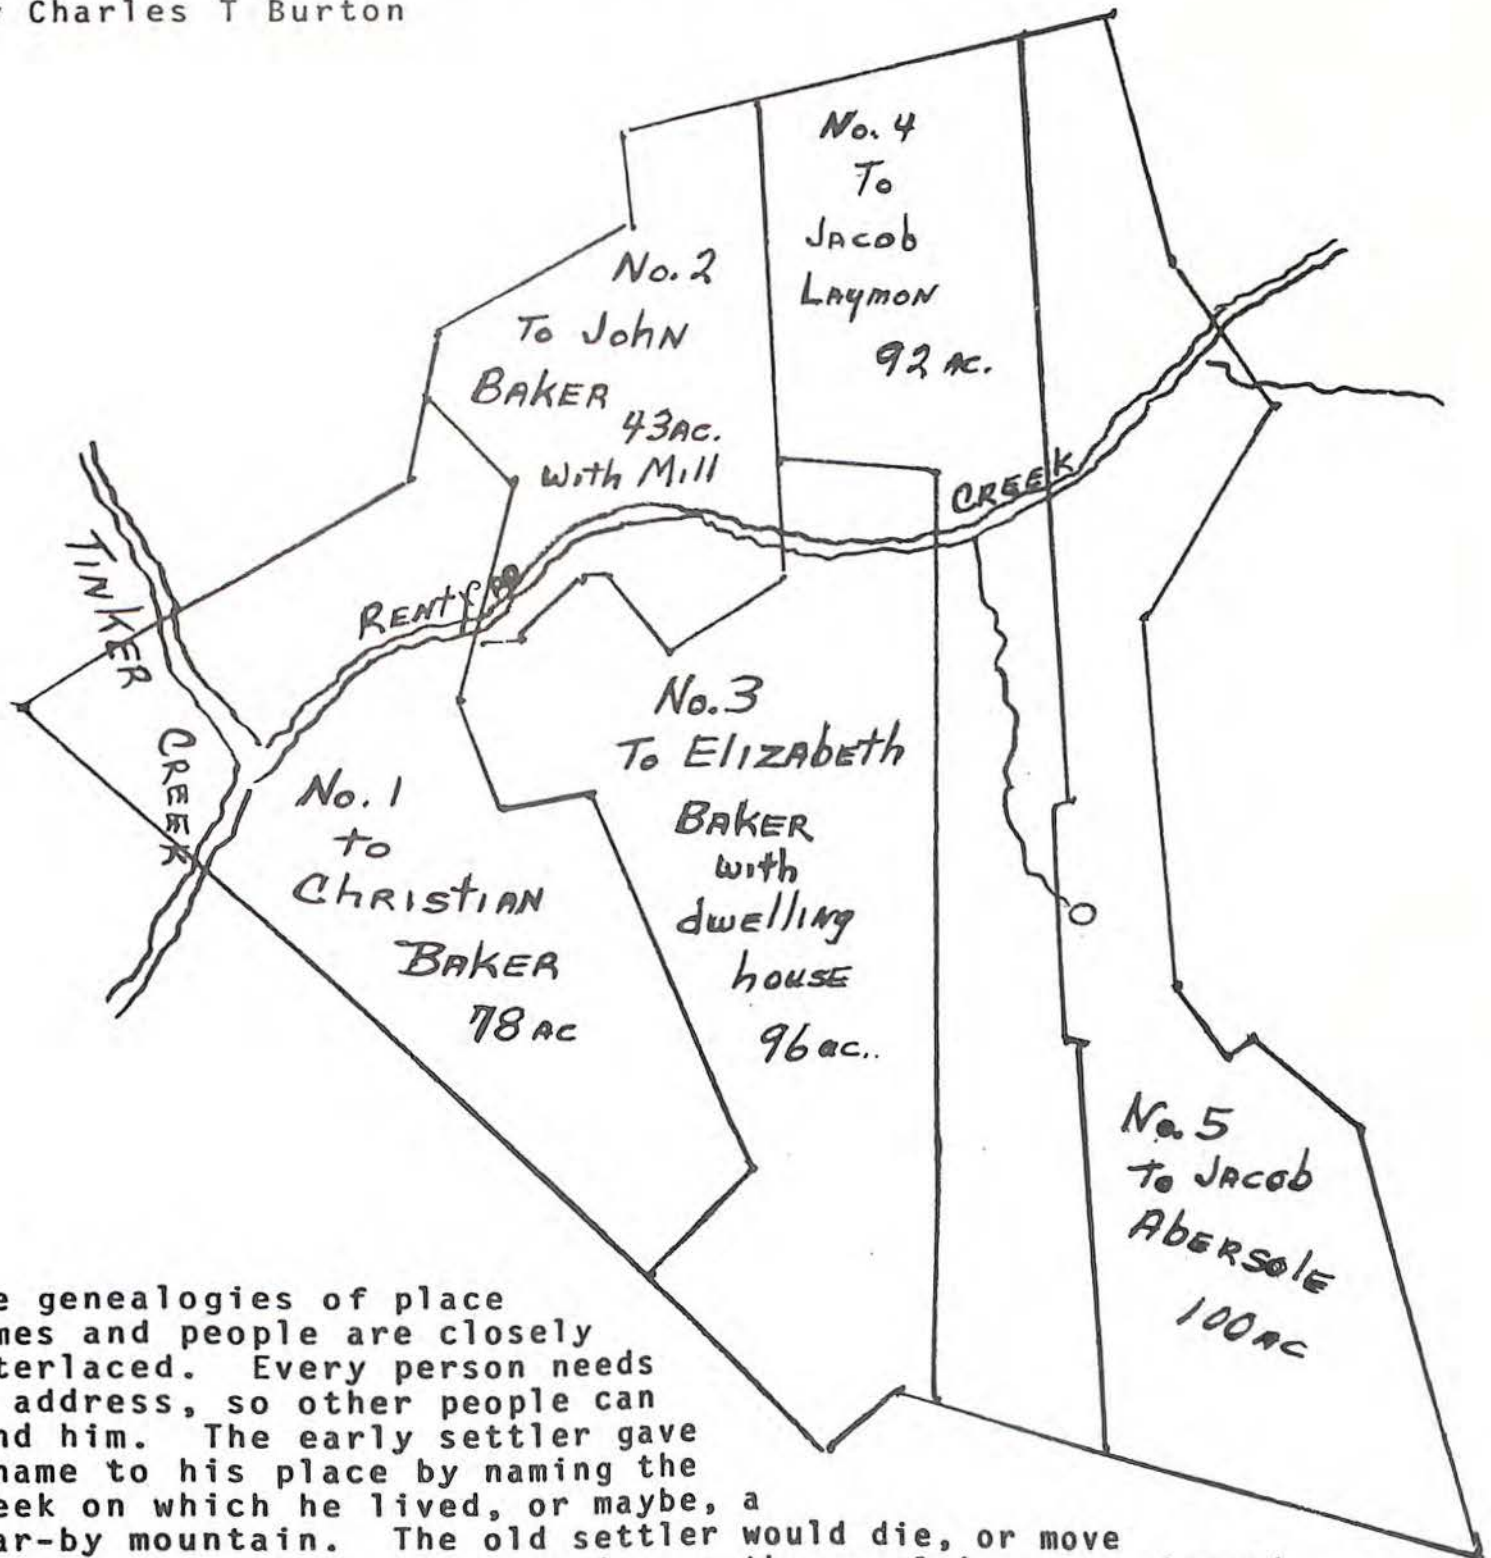 Charles T Burton
No. 4
To
Jacob
Laymon
92 Ac.
No. 2
To John
Baker
43 Ac.
with Mill
CREEK
TINKER
CREEK
No. 3
To Elizabeth
Baker
with
dwelling
house
96 ac..
No. 1
to
Christian
Baker
78 ac
No. 5
to Jacob
Abersole
100 ac
e genealogies of place
mes and people are closely
terlaced. Every person needs
address, so other people can
nd him. The early settler gave
name to his place by naming the
eek on which he lived, or maybe, a
ar-by mountain. The old settler would die, or move